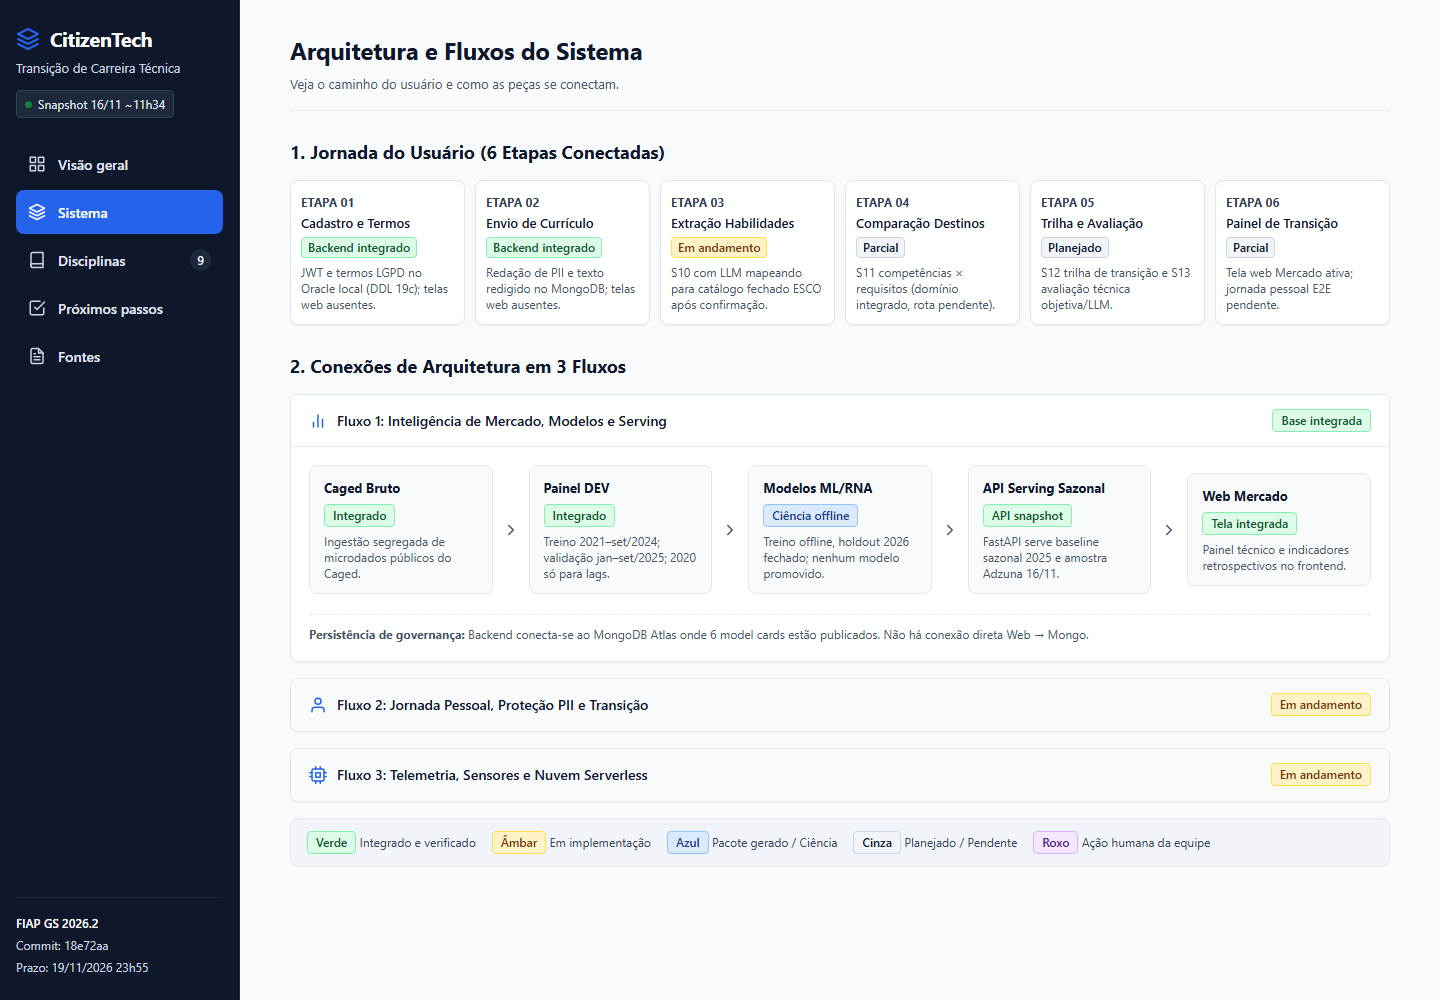 CitizenTech
Transição de Carreira Técnica
Snapshot 16/11 ~11h34
Visão geral
Sistema
Disciplinas 9
Próximos passos
Fontes
FIAP GS 2026.2
Commit: 18e72aa
Prazo: 19/11/2026 23h55
Arquitetura e Fluxos do Sistema
Veja o caminho do usuário e como as peças se conectam.
1. Jornada do Usuário (6 Etapas Conectadas)
ETAPA 01
Cadastro e Termos
Backend integrado
JWT e termos LGPD no
Oracle local (DDL 19c); telas
web ausentes.
ETAPA 02
Envio de Currículo
Backend integrado
Redação de PII e texto
redigido no MongoDB; telas
web ausentes.
ETAPA 03
Extração Habilidades
Em andamento
S10 com LLM mapeando
para catálogo fechado ESCO
após confirmação.
ETAPA 04
Comparação Destinos
Parcial
S11 competências ×
requisitos (domínio
integrado, rota pendente).
ETAPA 05
Trilha e Avaliação
Planejado
S12 trilha de transição e S13
avaliação técnica
objetiva/LLM.
ETAPA 06
Painel de Transição
Parcial
Tela web Mercado ativa;
jornada pessoal E2E
pendente.
2. Conexões de Arquitetura em 3 Fluxos
Fluxo 1: Inteligência de Mercado, Modelos e Serving
Base integrada
Caged Bruto
Integrado
Ingestão segregada de
microdados públicos do
Caged.
Painel DEV
Integrado
Treino 2021–set/2024;
validação jan–set/2025; 2020
só para lags.
Modelos ML/RNA
Ciência offline
Treino offline, holdout 2026
fechado; nenhum modelo
promovido.
API Serving Sazonal
API snapshot
FastAPI serve baseline
sazonal 2025 e amostra
Adzuna 16/11.
Web Mercado
Tela integrada
Painel técnico e indicadores
retrospectivos no frontend.
Persistência de governança: Backend conecta-se ao MongoDB Atlas onde 6 model cards estão publicados. Não há conexão direta Web → Mongo.
Fluxo 2: Jornada Pessoal, Proteção PII e Transição
Em andamento
Fluxo 3: Telemetria, Sensores e Nuvem Serverless
Em andamento
Verde Integrado e verificado Âmbar Em implementação Azul Pacote gerado / Ciência Cinza Planejado / Pendente Roxo Ação humana da equipe